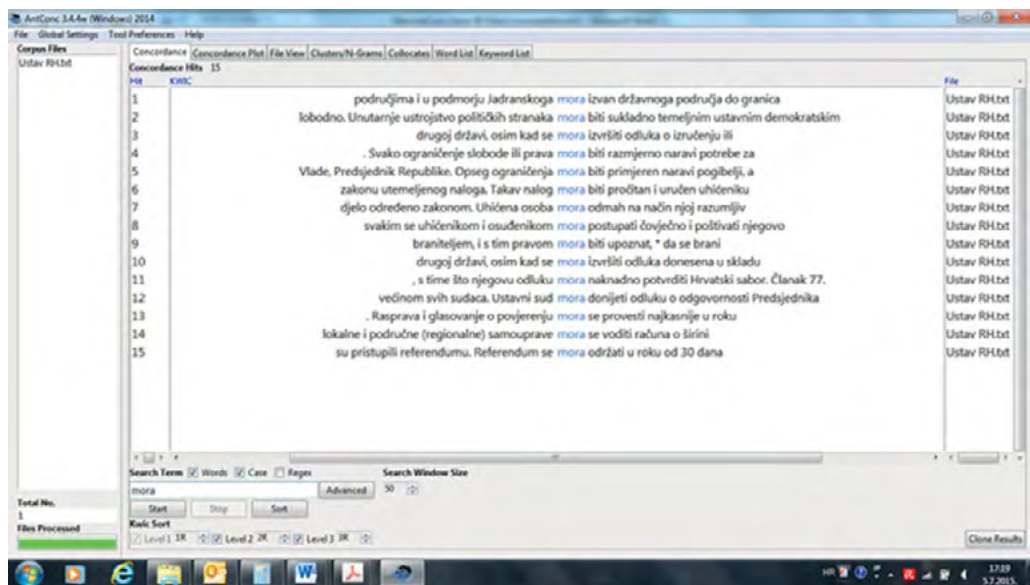 AntConc 3.4.4w (Windows) 2014
File Global Settings Tool Preferences Help
Corpus Files
Ustav RH.txt
Concordance Concordance Plot File View Clusters/N-Grams Collocates Word List Keyword List
Concordance Hits 15
Hit KWIC File
1 područjima i u podmorju Jadranskoga mora izvan državnoga područja do granica Ustav RH.txt
2 lobodno. Unutarnje ustrojstvo političkih stranaka mora biti sukladno temeljnim ustavnim demokratskim Ustav RH.txt
3 drugoj državi, osim kad se mora izvršiti odluka o izručenju ili Ustav RH.txt
4 . Svako ograničenje slobode ili prava mora biti razmjerno naravi potrebe za Ustav RH.txt
5 Vlade, Predsjednik Republike. Opseg ograničenja mora biti primjeren naravi pogibelji, a Ustav RH.txt
6 zakonu utemeljenog naloga. Takav nalog mora biti pročitan i uručen uhićeniku Ustav RH.txt
7 djelo određeno zakonom. Uhićena osoba mora odmah na način njoj razumljiv Ustav RH.txt
8 svakim se uhićenikom i osuđenikom mora postupati čovječno i poštivati njegovo Ustav RH.txt
9 braniteljem, i s tim pravom mora biti upoznat, * da se brani Ustav RH.txt
10 drugoj državi, osim kad se mora izvršiti odluka donesena u skladu Ustav RH.txt
11 , s time što njegovu odluku mora naknadno potvrditi Hrvatski sabor. Članak 77. Ustav RH.txt
12 većinom svih sudaca. Ustavni sud mora donijeti odluku o odgovornosti Predsjednika Ustav RH.txt
13 . Rasprava i glasovanje o povjerenju mora se provesti najkasnije u roku Ustav RH.txt
14 lokalne i područne (regionalne) samouprave mora se voditi računa o širini Ustav RH.txt
15 su pristupili referendumu. Referendum se mora održati u roku od 30 dana Ustav RH.txt
Search Term Words Case Regex Search Window Size
mora Advanced 50
Start Stop Sort
Total No.
1
Files Processed
Kwic Sort
Level 1 1R Level 2 2R Level 3 3R Clone Results
HR 17:19
5.7.2015.